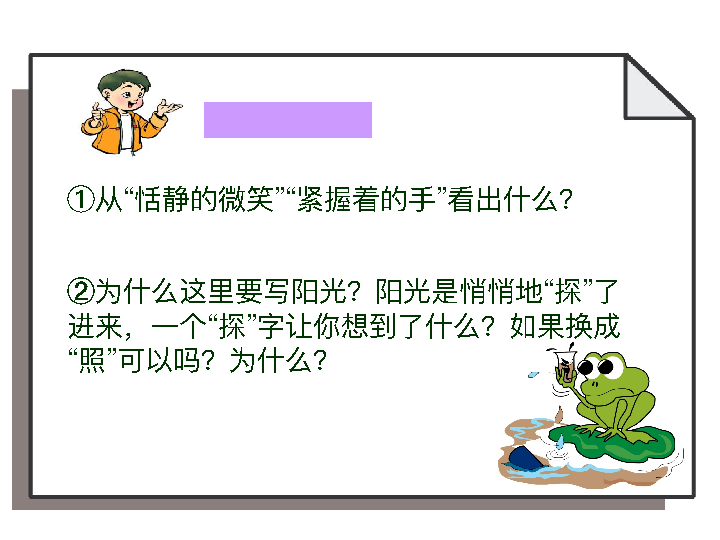 ①从“恬静的微笑”“紧握着的手”看出什么？
②为什么这里要写阳光？阳光是悄悄地“探”了
进来，一个“探”字让你想到了什么？如果换成
“照”可以吗？为什么？